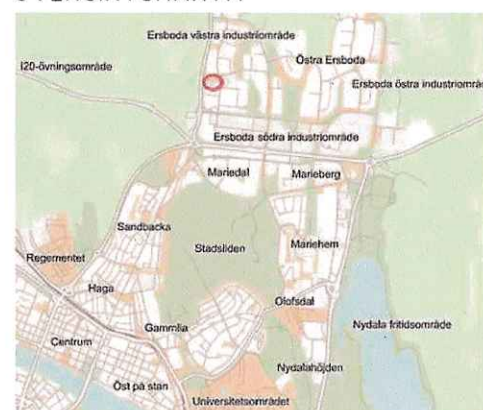 Ersboda västra industriområde
Östra Ersboda
I20-övningsområde
Ersboda östra industriområde
Ersboda södra industriområde
Mariedal
Marieberg
Sandbacka
Stadsliden
Mariehem
Regementet
Haga
Olofsdal
Gammlia
Nydala fritidsområde
Centrum
Nydalahöjden
Öst på stan
Universitetsområdet